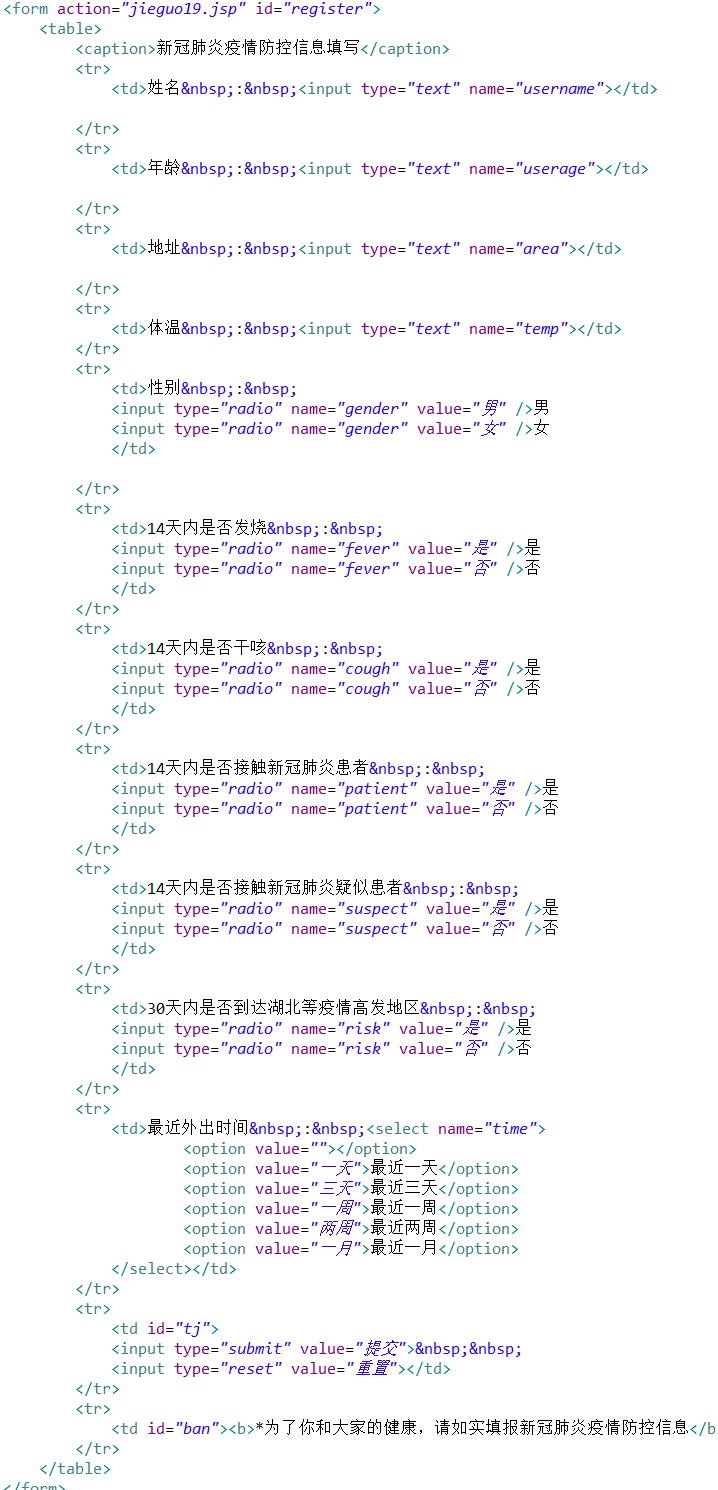 <form action="jieguo19.jsp" id="register">
<table>
<caption>新冠肺炎疫情防控信息填写</caption>
<tr>
<td>姓名&nbsp;:&nbsp;<input type="text" name="username"></td>
</tr>
<tr>
<td>年龄&nbsp;:&nbsp;<input type="text" name="userage"></td>
</tr>
<tr>
<td>地址&nbsp;:&nbsp;<input type="text" name="area"></td>
</tr>
<tr>
<td>体温&nbsp;:&nbsp;<input type="text" name="temp"></td>
</tr>
<tr>
<td>性别&nbsp;:&nbsp;
<input type="radio" name="gender" value="男" />男
<input type="radio" name="gender" value="女" />女
</td>
</tr>
<tr>
<td>14天内是否发烧&nbsp;:&nbsp;
<input type="radio" name="fever" value="是" />是
<input type="radio" name="fever" value="否" />否
</td>
</tr>
<tr>
<td>14天内是否干咳&nbsp;:&nbsp;
<input type="radio" name="cough" value="是" />是
<input type="radio" name="cough" value="否" />否
</td>
</tr>
<tr>
<td>14天内是否接触新冠肺炎患者&nbsp;:&nbsp;
<input type="radio" name="patient" value="是" />是
<input type="radio" name="patient" value="否" />否
</td>
</tr>
<tr>
<td>14天内是否接触新冠肺炎疑似患者&nbsp;:&nbsp;
<input type="radio" name="suspect" value="是" />是
<input type="radio" name="suspect" value="否" />否
</td>
</tr>
<tr>
<td>30天内是否到达湖北等疫情高发地区&nbsp;:&nbsp;
<input type="radio" name="risk" value="是" />是
<input type="radio" name="risk" value="否" />否
</td>
</tr>
<tr>
<td>最近外出时间&nbsp;:&nbsp;<select name="time">
<option value=""></option>
<option value="一天">最近一天</option>
<option value="三天">最近三天</option>
<option value="一周">最近一周</option>
<option value="两周">最近两周</option>
<option value="一月">最近一月</option>
</select></td>
</tr>
<tr>
<td id="tj">
<input type="submit" value="提交">&nbsp;&nbsp;
<input type="reset" value="重置"></td>
</tr>
<tr>
<td id="ban"><b>*为了你和大家的健康，请如实填报新冠肺炎疫情防控信息</b
</tr>
</table>
</form>